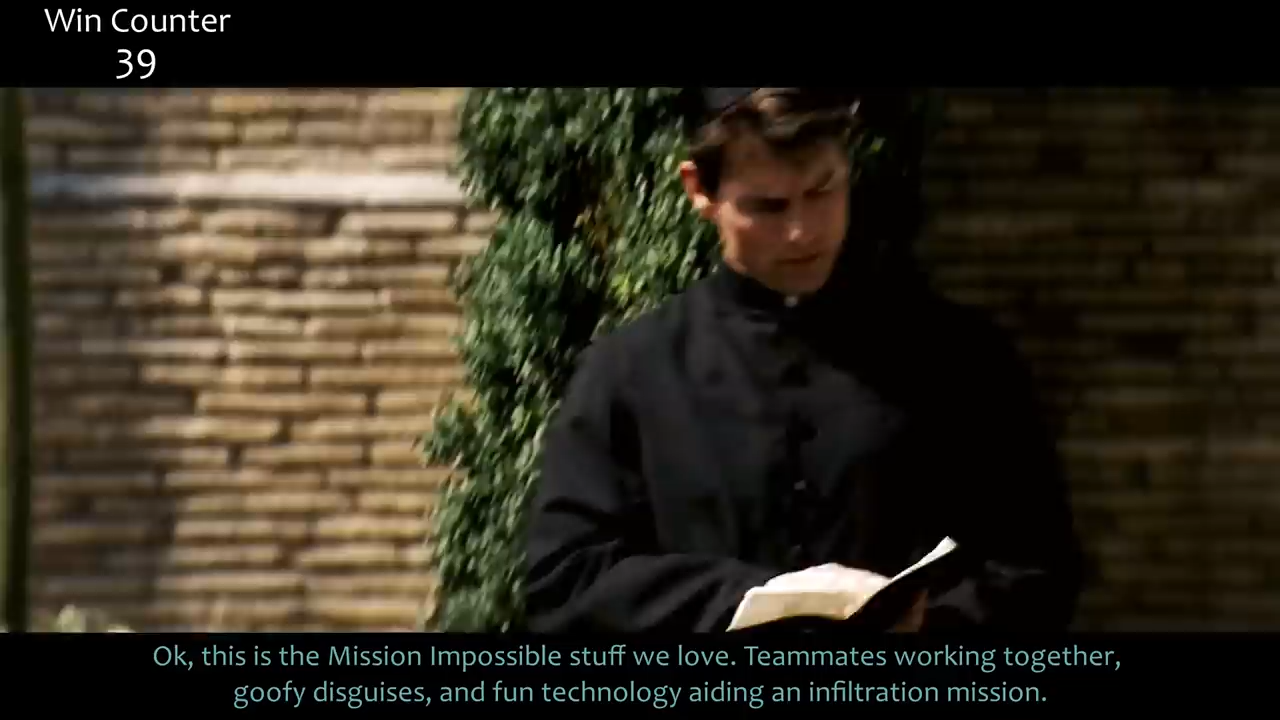 Win Counter
39
Ok, this is the Mission Impossible stuff we love. Teammates working together,
goofy disguises, and fun technology aiding an infiltration mission.